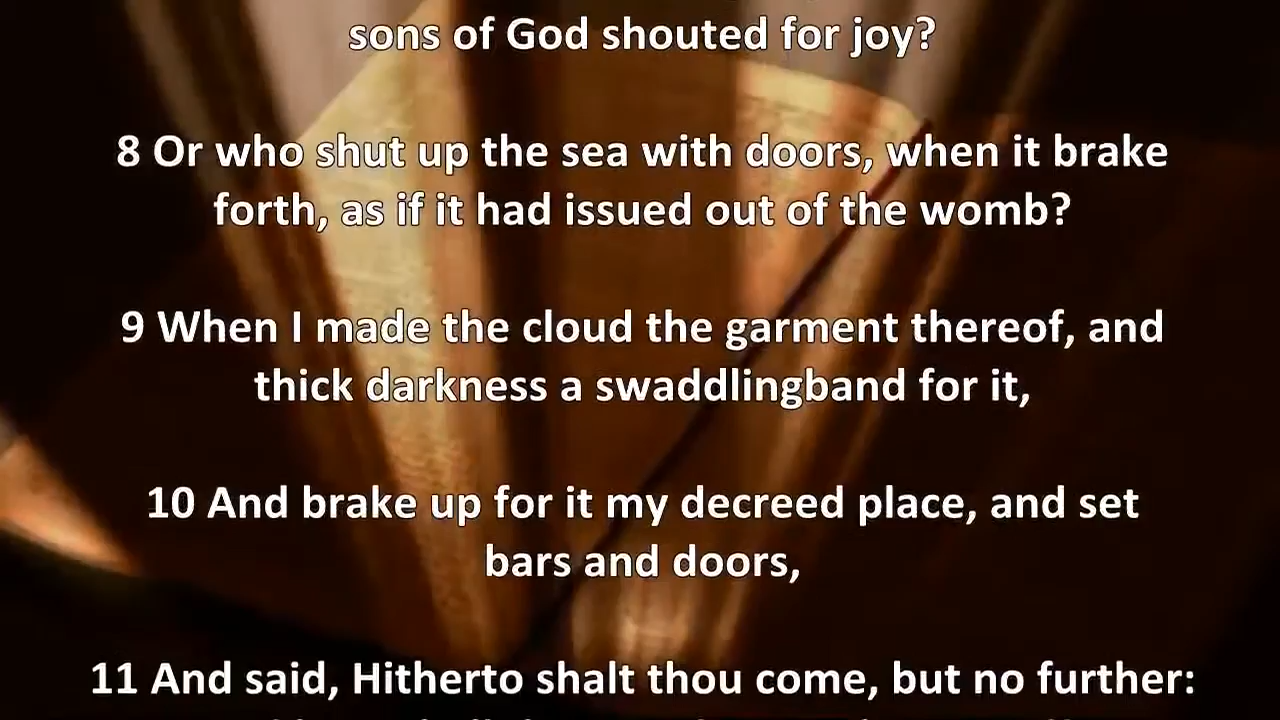 sons of God shouted for joy?
8 Or who shut up the sea with doors, when it brake
forth, as if it had issued out of the womb?
9 When I made the cloud the garment thereof, and
thick darkness a swaddlingband for it,
10 And brake up for it my decreed place, and set
bars and doors,
11 And said, Hitherto shalt thou come, but no further: